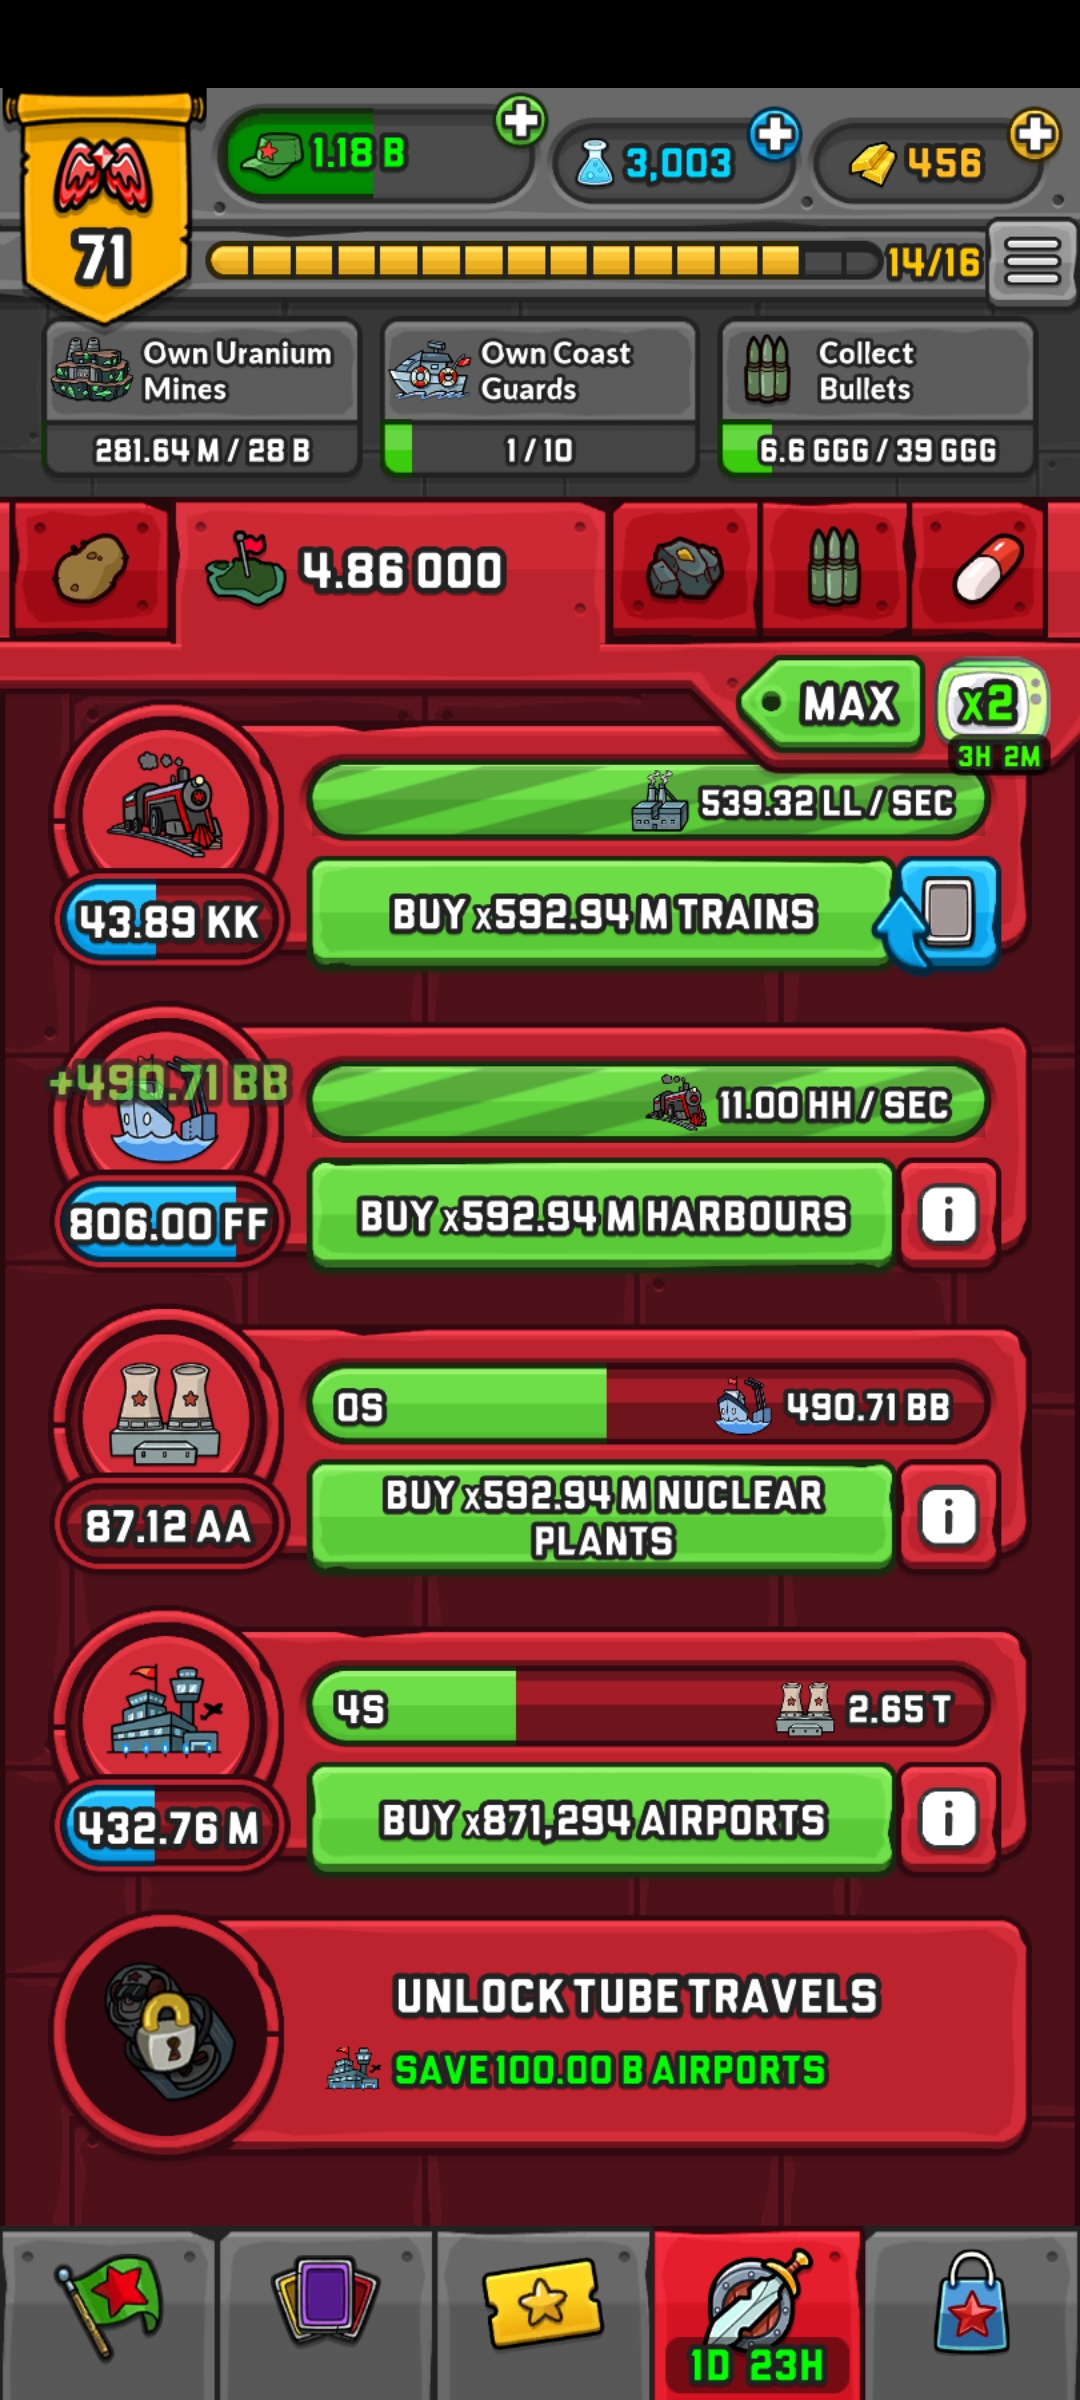 71
1.18 B
3,003
456
14/16
Own Uranium
Mines
281.64 M / 28 B
Own Coast
Guards
1 / 10
Collect
Bullets
6.6 GGG / 39 GGG
4.86 OOO
MAX
x2
3H 2M
539.32 LL / SEC
43.89 KK
BUY x592.94 M TRAINS
+490.71 BB
11.00 HH / SEC
806.00 FF
BUY x592.94 M HARBOURS
i
0S
490.71 BB
87.12 AA
BUY x592.94 M NUCLEAR
PLANTS
i
4S
2.65 T
432.76 M
BUY x871,294 AIRPORTS
i
UNLOCK TUBE TRAVELS
SAVE 100.00 B AIRPORTS
1D 23H